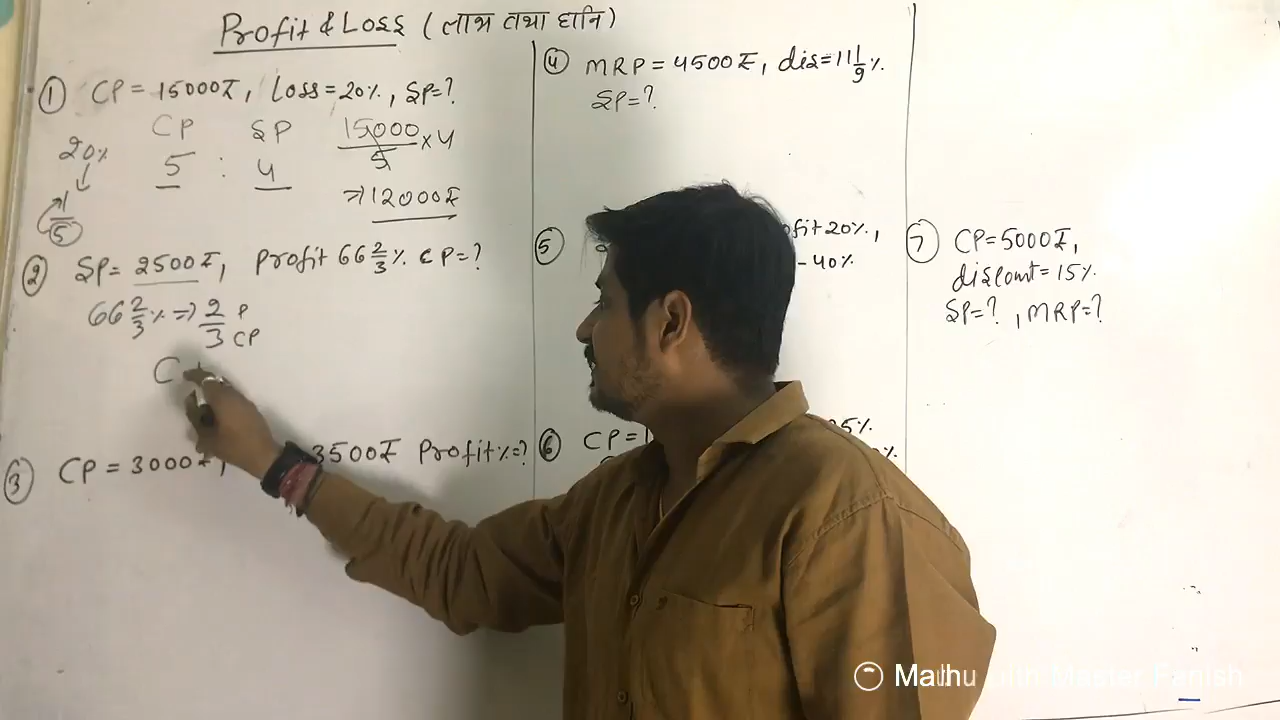 Profit & Loss (लाभ तथा हानि)
① CP = 15000₹, Loss = 20%, SP=?
CP SP
20% 5 : 4
1/5
15000/5 × 4
⇒ 12000₹
② SP = 2500₹, Profit 66 2/3 % CP=?
66 2/3 % ⇒ 2/3 P
CP
C
③ CP = 3000₹, 3500₹ Profit%=?
④ MRP = 4500₹, dis = 11 1/9 %.
SP=?
⑤ 20%,
40%
⑥ CP =
%
⑦ CP = 5000₹,
discount = 15%.
SP=? , MRP=?
Master